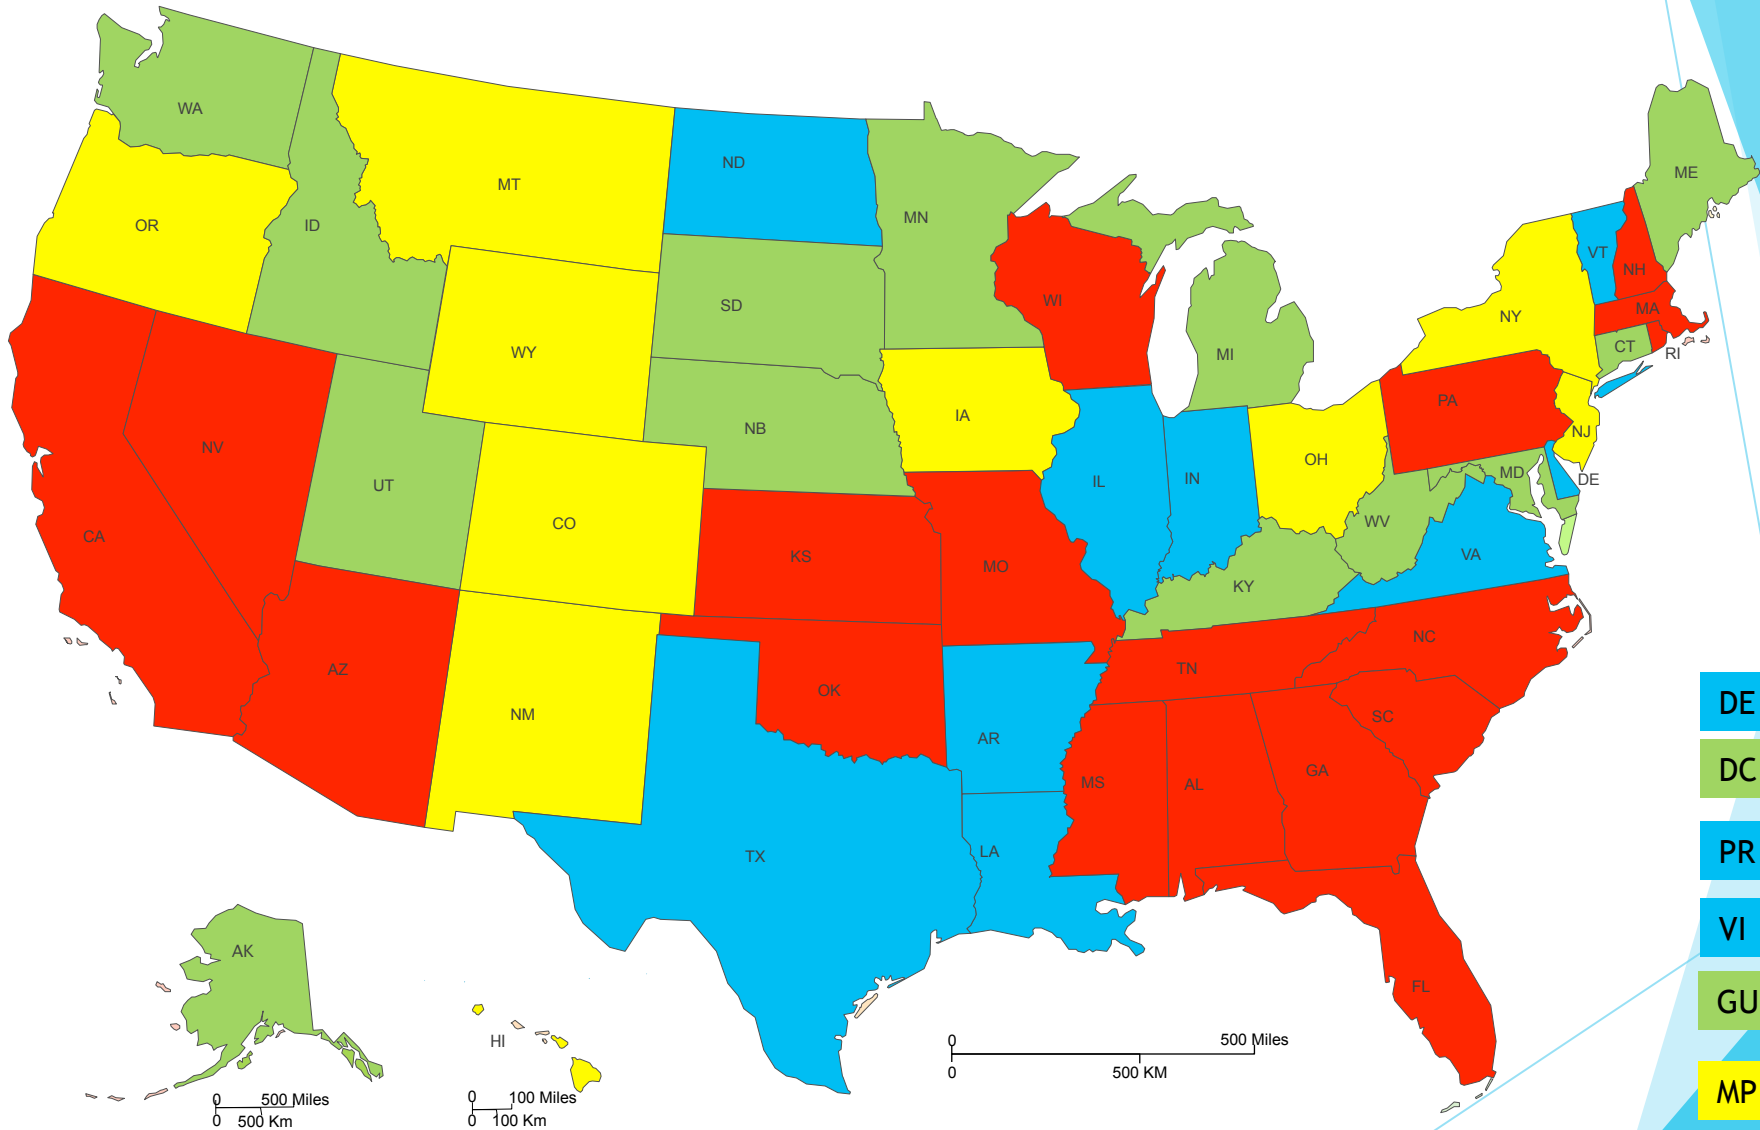 WA
MT
ND
MN
ME
OR
ID
SD
WI
MI
NY
VT
NH
MA
CT
RI
WY
NB
IA
PA
NJ
NV
UT
CO
IL
IN
OH
MD
DE
WV
VA
CA
KS
MO
KY
AZ
NM
OK
TN
NC
AR
SC
MS
AL
GA
TX
LA
FL
AK
HI
0 500 Miles
0 500 KM
0 500 Miles
0 500 Km
0 100 Miles
0 100 Km
DE
DC
PR
VI
GU
MP